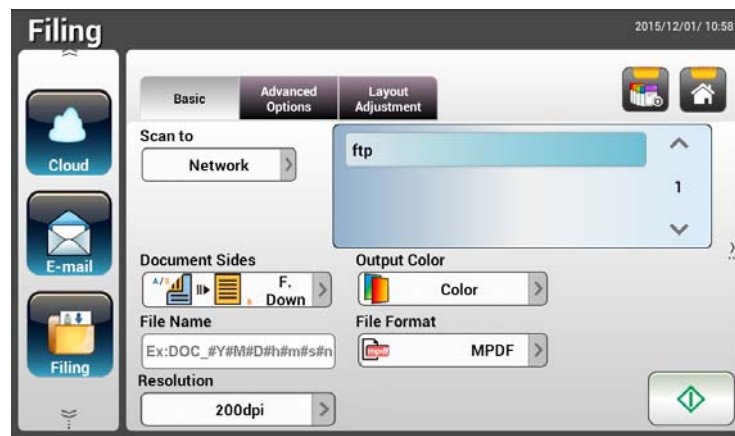 Filing
2015/12/01/ 10:58
Basic
Advanced
Options
Layout
Adjustment
Cloud
E-mail
Filing
Scan to
Network
ftp
1
Document Sides
A/
F.
Down
Output Color
Color
File Name
Ex:DOC_#Y#M#D#h#m#s#n
File Format
mpdf
MPDF
Resolution
200dpi